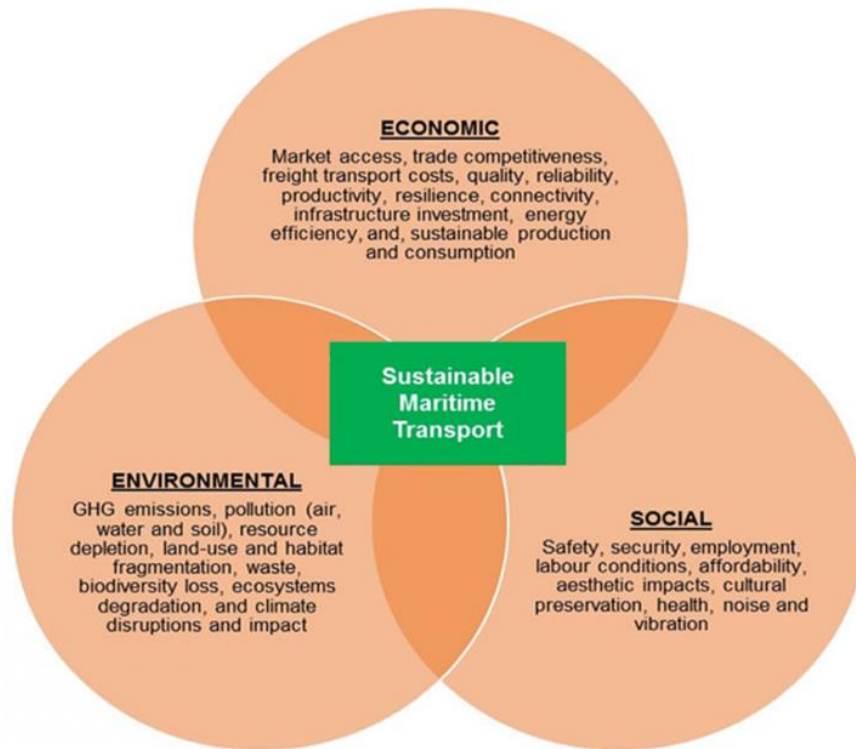 ECONOMIC
Market access, trade competitiveness,
freight transport costs, quality, reliability,
productivity, resilience, connectivity,
infrastructure investment, energy
efficiency, and, sustainable production
and consumption
Sustainable
Maritime
Transport
ENVIRONMENTAL
GHG emissions, pollution (air,
water and soil), resource
depletion, land-use and habitat
fragmentation, waste,
biodiversity loss, ecosystems
degradation, and climate
disruptions and impact
SOCIAL
Safety, security, employment,
labour conditions, affordability,
aesthetic impacts, cultural
preservation, health, noise and
vibration